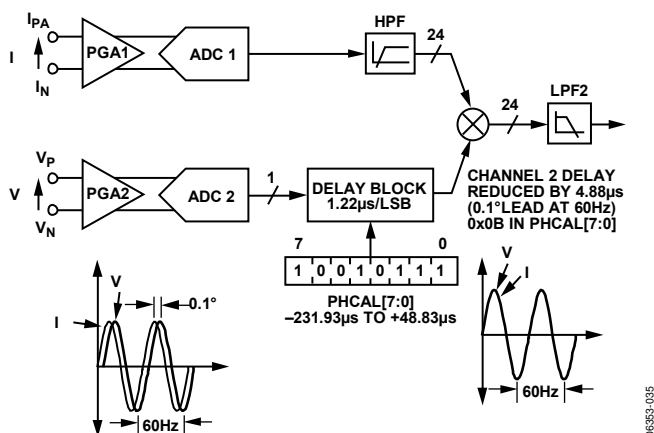 I
IPA
IN
PGA1
ADC 1
HPF
24
24
LPF2
V
VP
VN
PGA2
ADC 2
1
DELAY BLOCK
1.22µs/LSB
CHANNEL 2 DELAY
REDUCED BY 4.88µs
(0.1°LEAD AT 60Hz)
0x0B IN PHCAL[7:0]
7 0
1 0 0 1 0 1 1 1
PHCAL[7:0]
–231.93µs TO +48.83µs
V
I
0.1°
60Hz
V
I
60Hz
06353-035